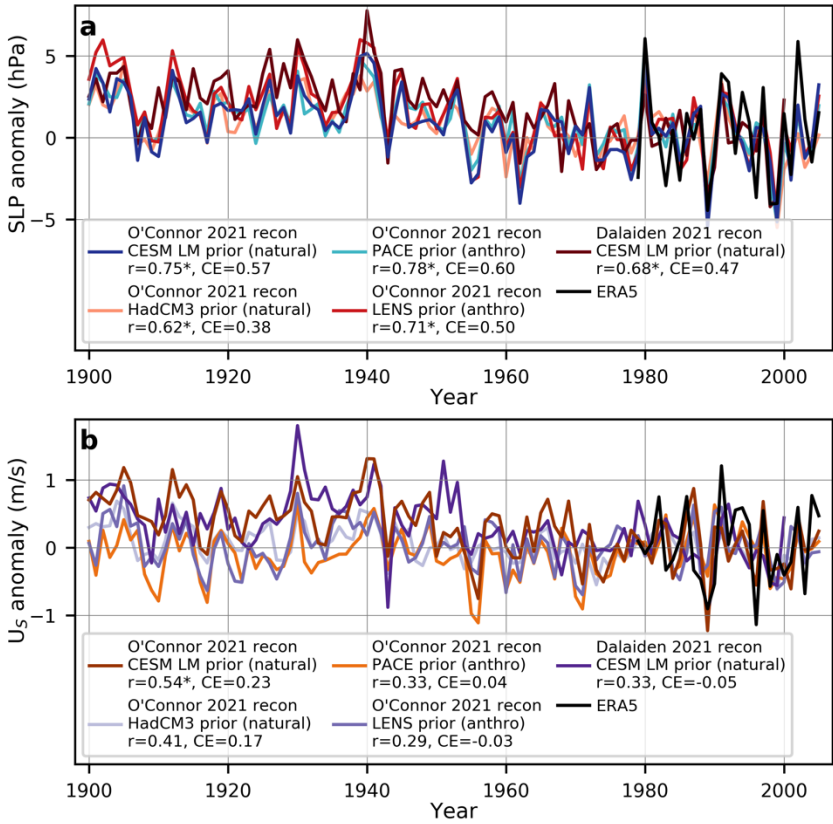 a
SLP anomaly (hPa)
5
0
−5
O'Connor 2021 recon
CESM LM prior (natural)
r=0.75*, CE=0.57
O'Connor 2021 recon
HadCM3 prior (natural)
r=0.62*, CE=0.38
O'Connor 2021 recon
PACE prior (anthro)
r=0.78*, CE=0.60
O'Connor 2021 recon
LENS prior (anthro)
r=0.71*, CE=0.50
Dalaiden 2021 recon
CESM LM prior (natural)
r=0.68*, CE=0.47
ERA5
1900 1920 1940 1960 1980 2000
Year
b
U_S anomaly (m/s)
1
0
−1
O'Connor 2021 recon
CESM LM prior (natural)
r=0.54*, CE=0.23
O'Connor 2021 recon
HadCM3 prior (natural)
r=0.41, CE=0.17
O'Connor 2021 recon
PACE prior (anthro)
r=0.33, CE=0.04
O'Connor 2021 recon
LENS prior (anthro)
r=0.29, CE=-0.03
Dalaiden 2021 recon
CESM LM prior (natural)
r=0.33, CE=-0.05
ERA5
1900 1920 1940 1960 1980 2000
Year